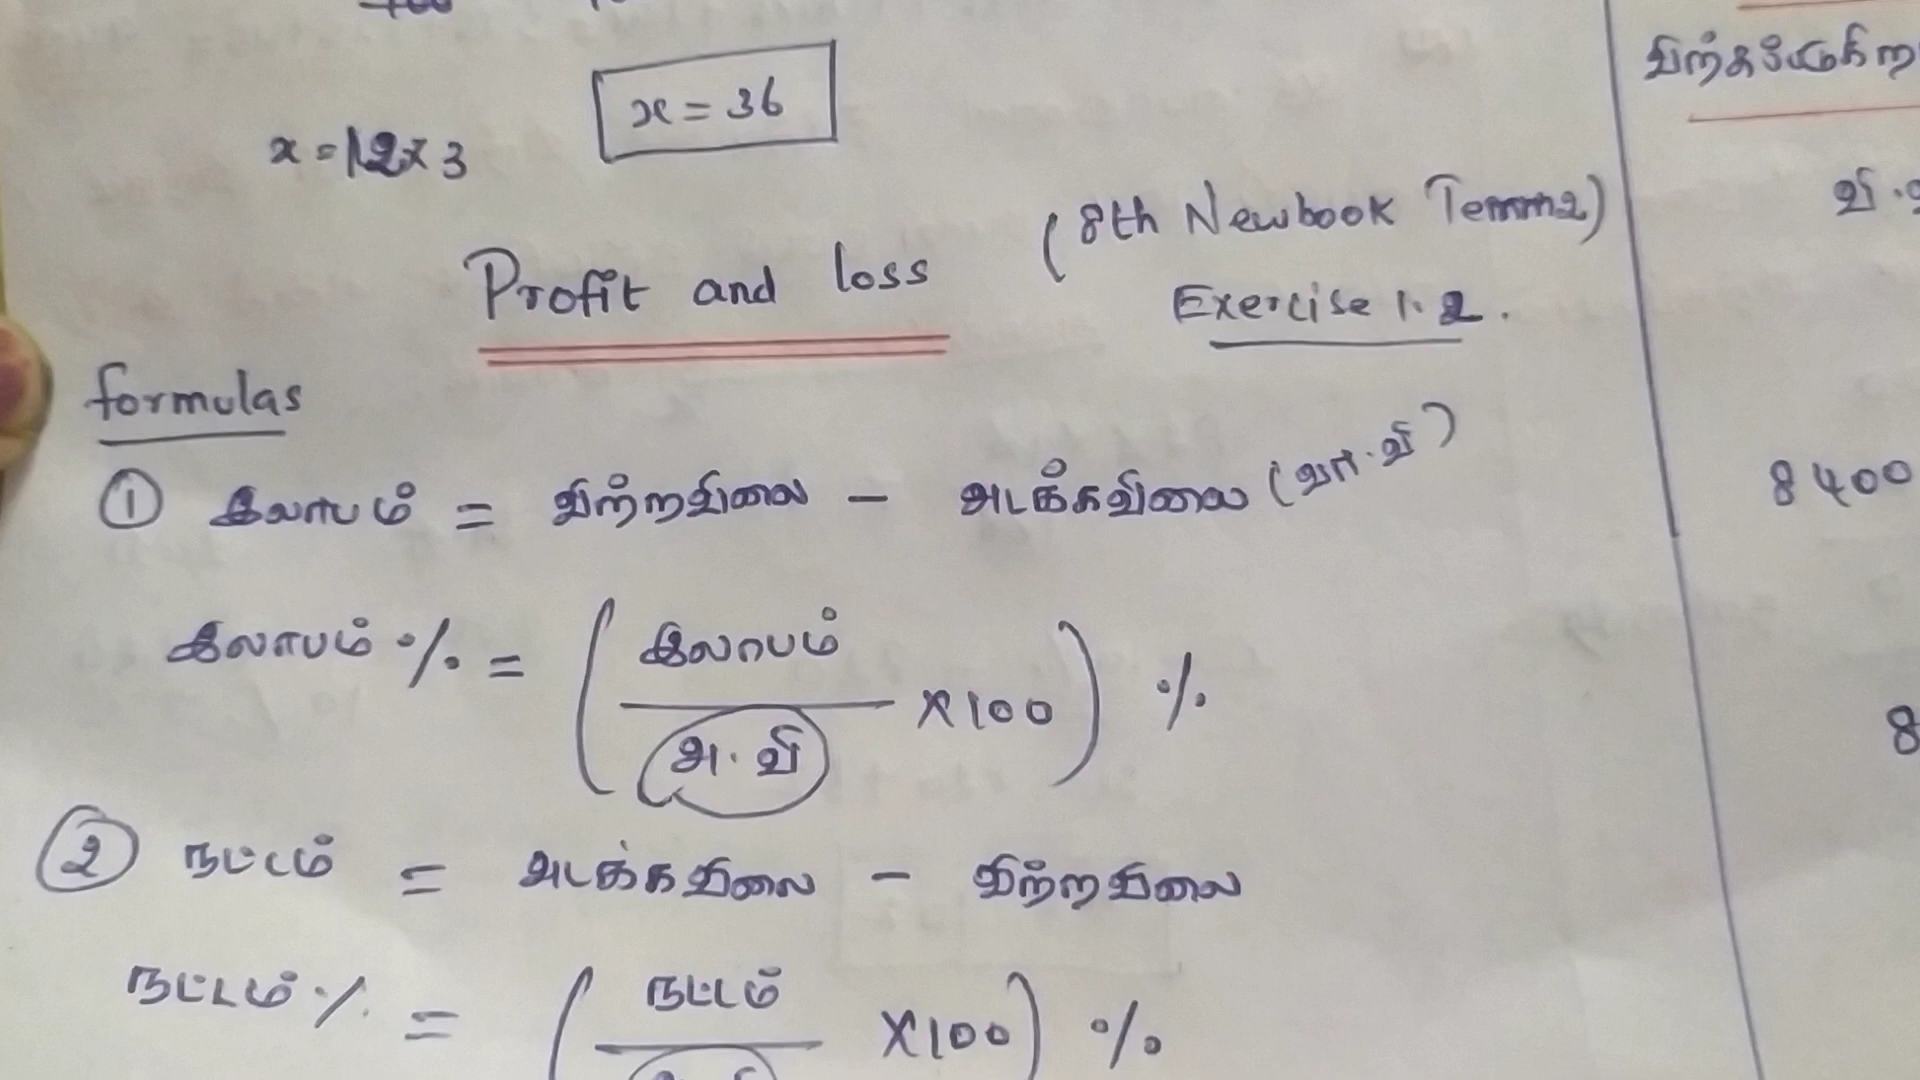 x = 36
x = 12 x 3
Profit and loss
(8th Newbook Term 2)
Exercise 1.2.
formulas
① இலாபம் = விற்றவிலை - அடக்கவிலை (வா.வி)
இலாபம் % = ( இலாபம் / அ.வி X 100 ) %
② நட்டம் = அடக்கவிலை - விற்றவிலை
நட்டம் % = ( நட்டம் / X 100 ) %
8400
8